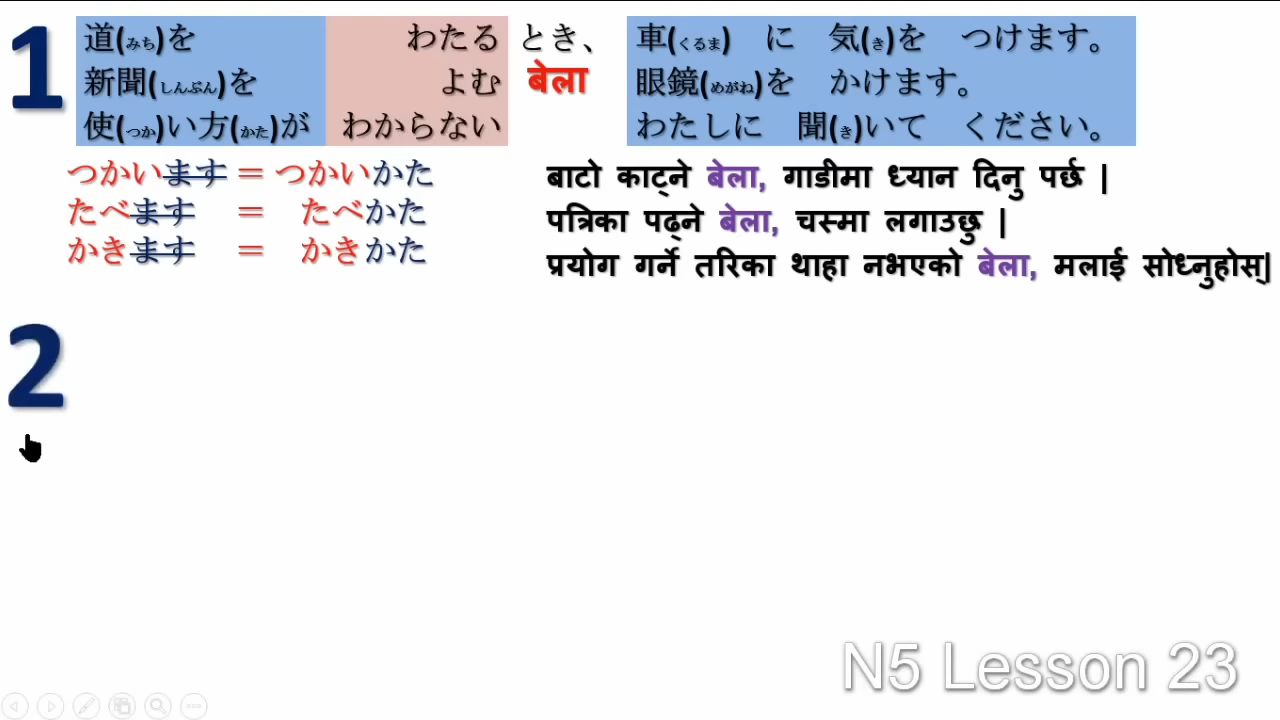 1
道(みち)を わたる とき、 車(くるま) に 気(き)を つけます。
新聞(しんぶん)を よむ बेला 眼鏡(めがね)を かけます。
使(つか)い方(かた)が わからない わたしに 聞(き)いて ください。
つかいます = つかいかた
たべます = たべかた
かきます = かきかた
बाटो काट्ने बेला, गाडीमा ध्यान दिनु पर्छ |
पत्रिका पढ्ने बेला, चस्मा लगाउछु |
प्रयोग गर्ने तरिका थाहा नभएको बेला, मलाई सोध्नुहोस्|
2
N5 Lesson 23